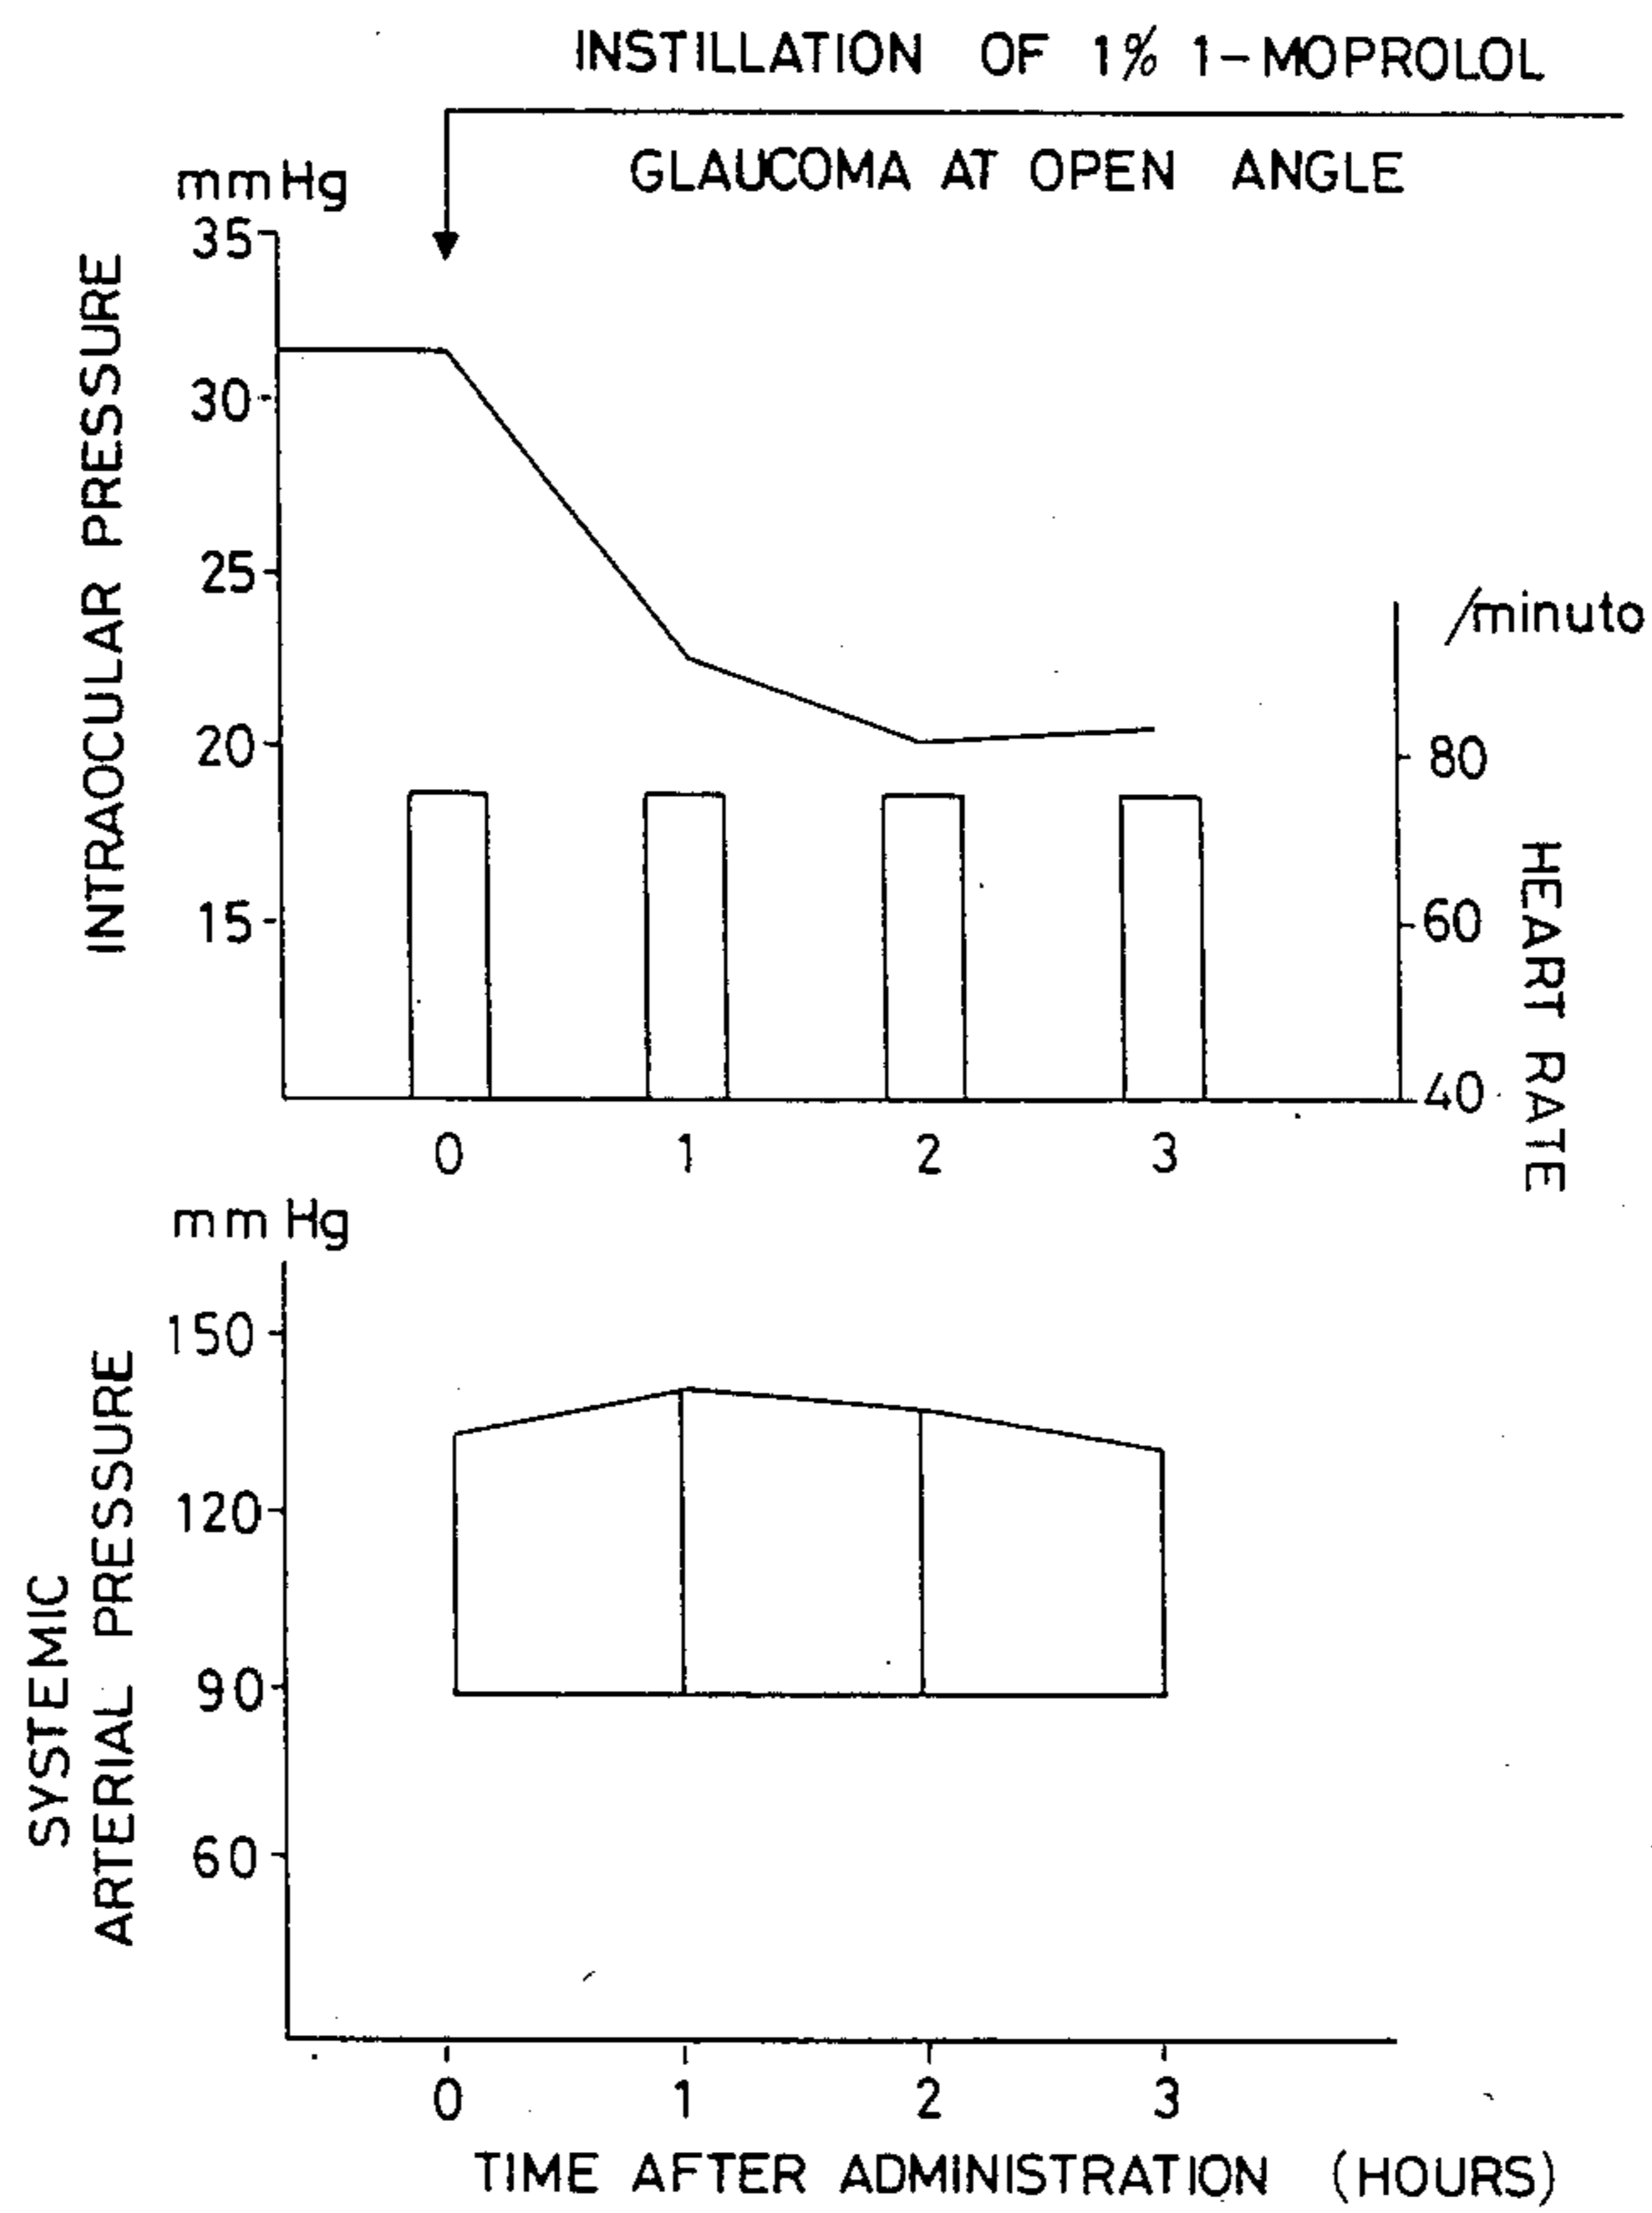 INSTILLATION OF 1% 1-MOPROLOL
GLAUCOMA AT OPEN ANGLE
mmHg
35
30
25
20
15
INTRAOCULAR PRESSURE
/minuto
80
60
40
HEART RATE
0 1 2 3
mm Hg
150
120
90
60
SYSTEMIC
ARTERIAL PRESSURE
0 1 2 3
TIME AFTER ADMINISTRATION (HOURS)